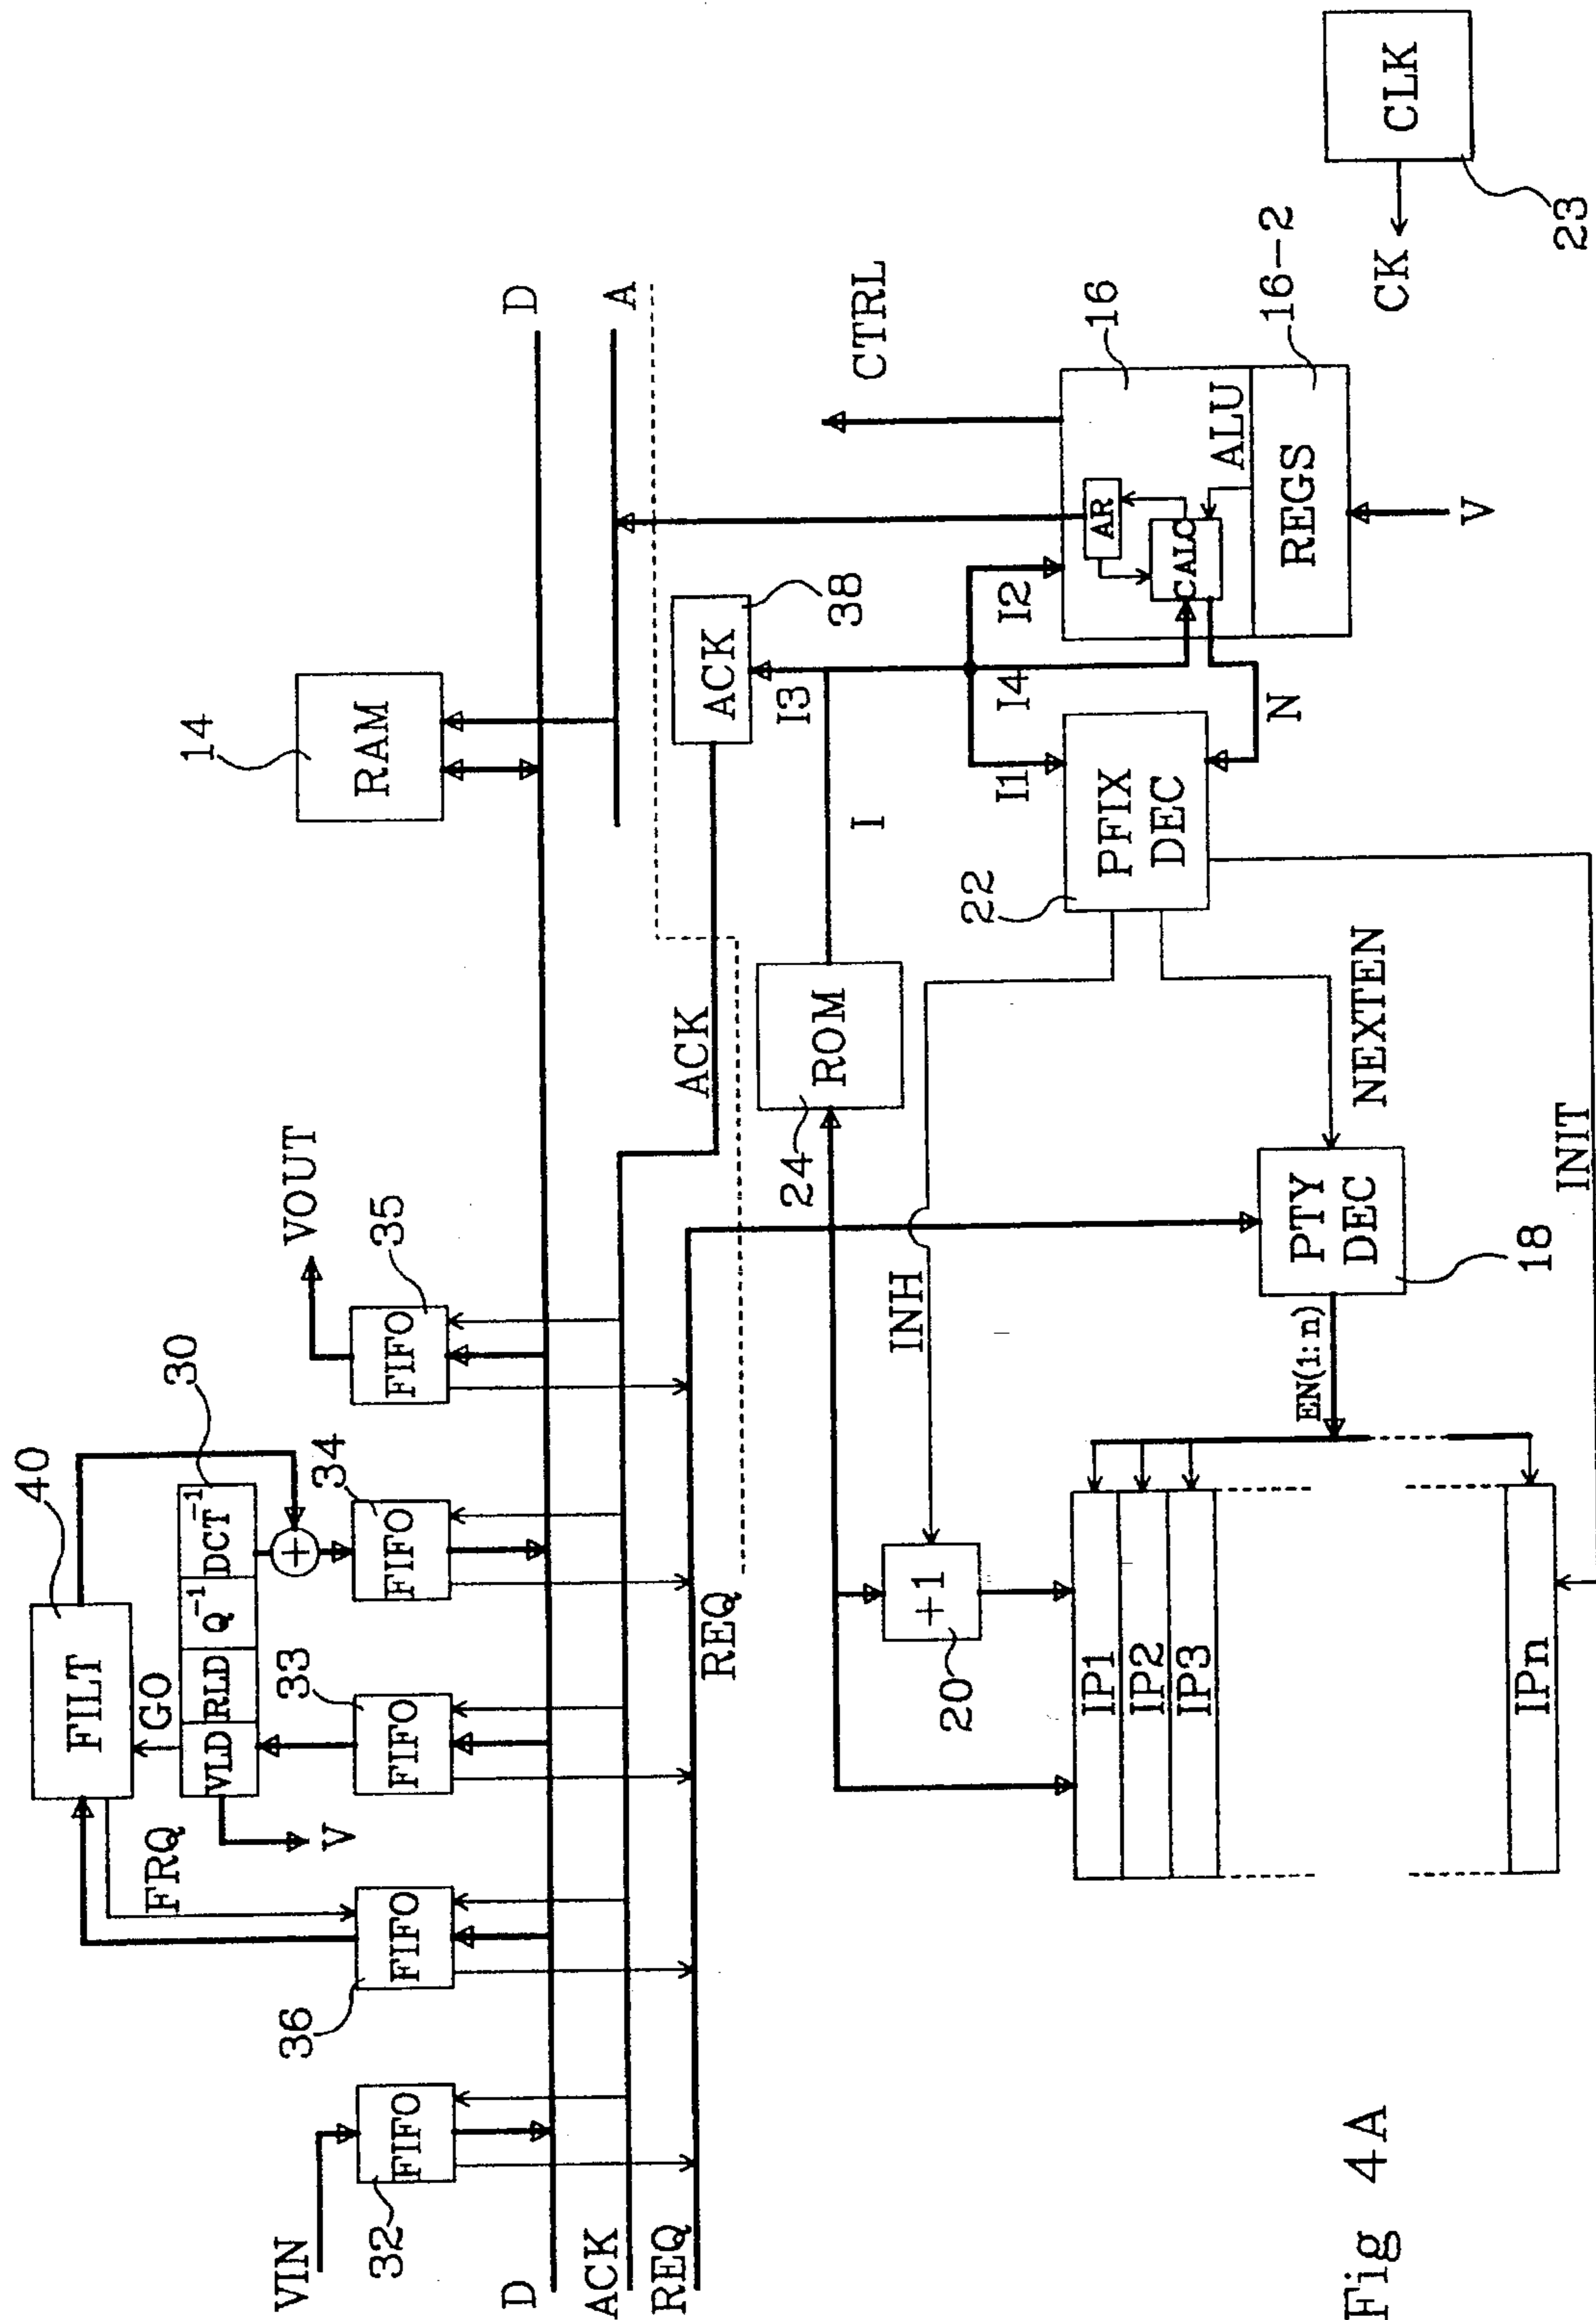 VIN
32
FIFO
36
FIFO
FRQ
FILT
40
GO
V
VLD RLD Q⁻¹ DCT⁻¹
30
33
FIFO
+
34
FIFO
35
FIFO
VOUT
14
RAM
D
A
D
ACK
REQ
REQ
ACK
ACK
38
CTRL
ROM
24
I
I3
I1
I2
I4
N
22
PFIX
DEC
16
AR
CALC
ALU
REGS
16-2
V
CLK
CK
23
INH
NEXTEN
INIT
PTY
DEC
18
EN(1:n)
+1
20
IP1
IP2
IP3
IPn
Fig 4A